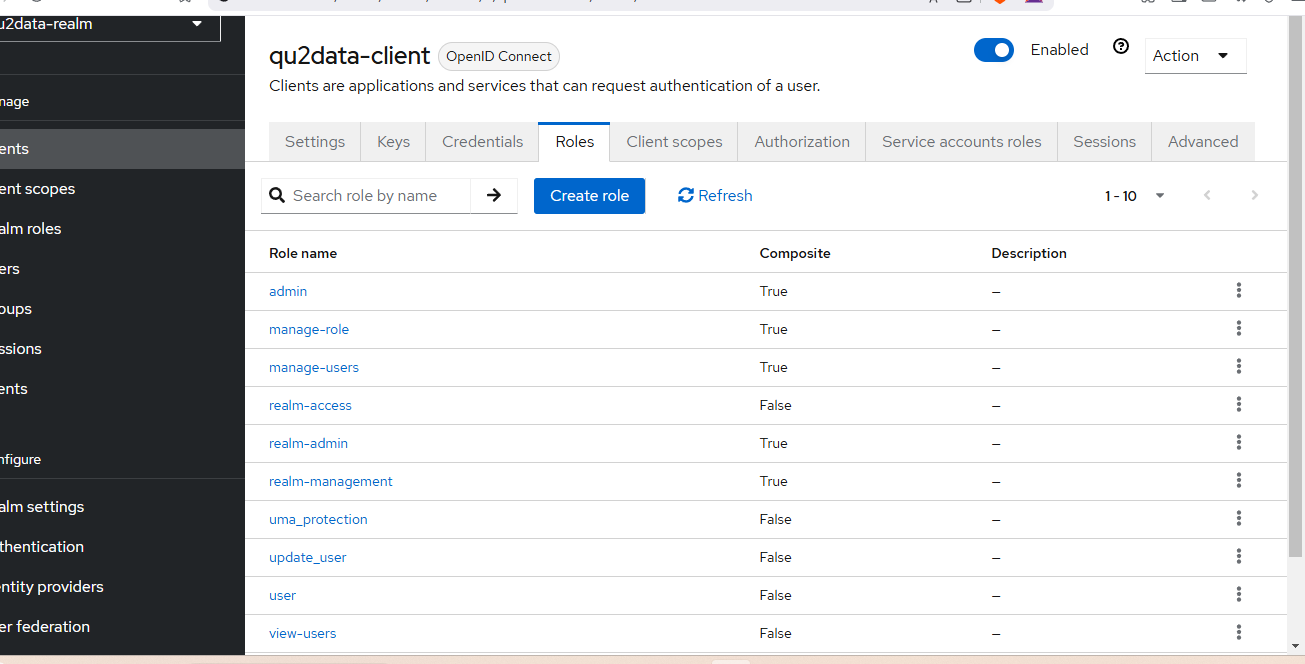 u2data-realm
nage
ents
ent scopes
alm roles
ers
oups
ssions
ents
nfigure
alm settings
thentication
entity providers
er federation
qu2data-client OpenID Connect
Enabled
Action
Clients are applications and services that can request authentication of a user.
Settings Keys Credentials Roles Client scopes Authorization Service accounts roles Sessions Advanced
Search role by name Create role Refresh 1 - 10
Role name Composite Description
admin True –
manage-role True –
manage-users True –
realm-access False –
realm-admin True –
realm-management True –
uma_protection False –
update_user False –
user False –
view-users False –